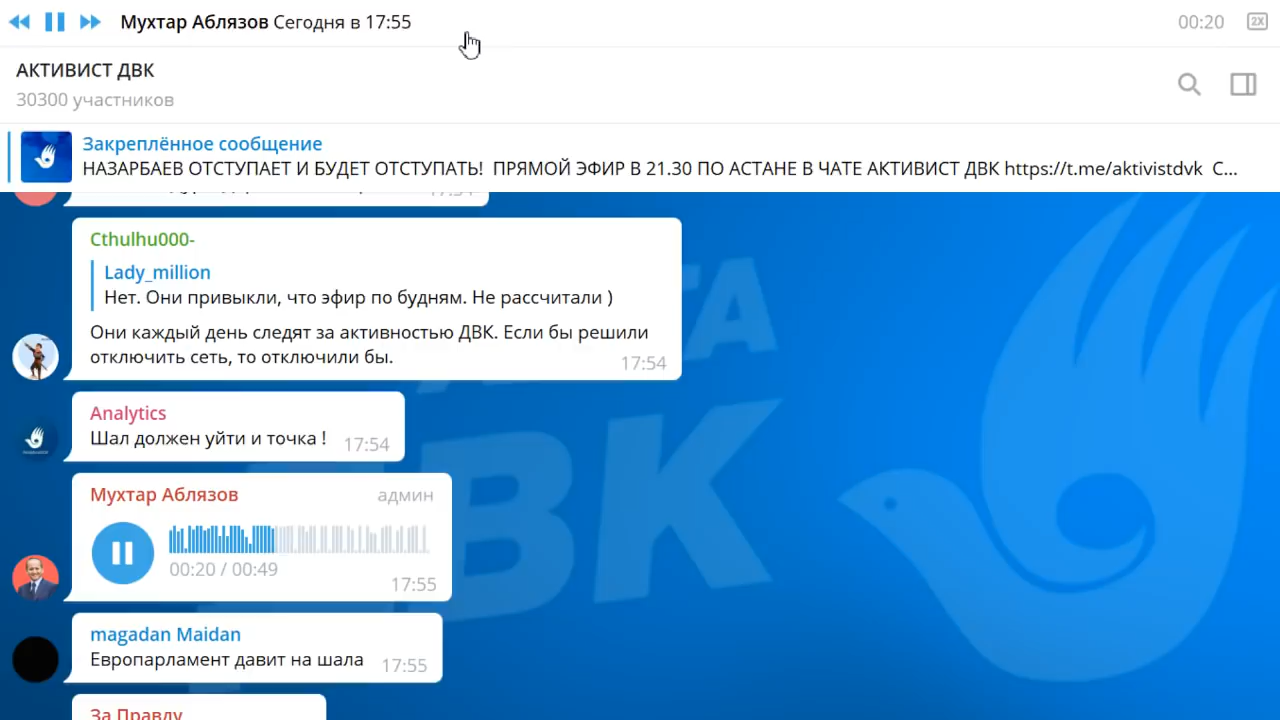 Мухтар Аблязов Сегодня в 17:55
00:20
2X
АКТИВИСТ ДВК
30300 участников
Закреплённое сообщение
НАЗАРБАЕВ ОТСТУПАЕТ И БУДЕТ ОТСТУПАТЬ! ПРЯМОЙ ЭФИР В 21.30 ПО АСТАНЕ В ЧАТЕ АКТИВИСТ ДВК https://t.me/aktivistdvk С...
17:54
Cthulhu000-
Lady_million
Нет. Они привыкли, что эфир по будням. Не рассчитали )
Они каждый день следят за активностью ДВК. Если бы решили
отключить сеть, то отключили бы.
17:54
Analytics
Шал должен уйти и точка !
17:54
Мухтар Аблязов
админ
00:20 / 00:49
17:55
magadan Maidan
Европарламент давит на шала
17:55
За Правду
ДВК